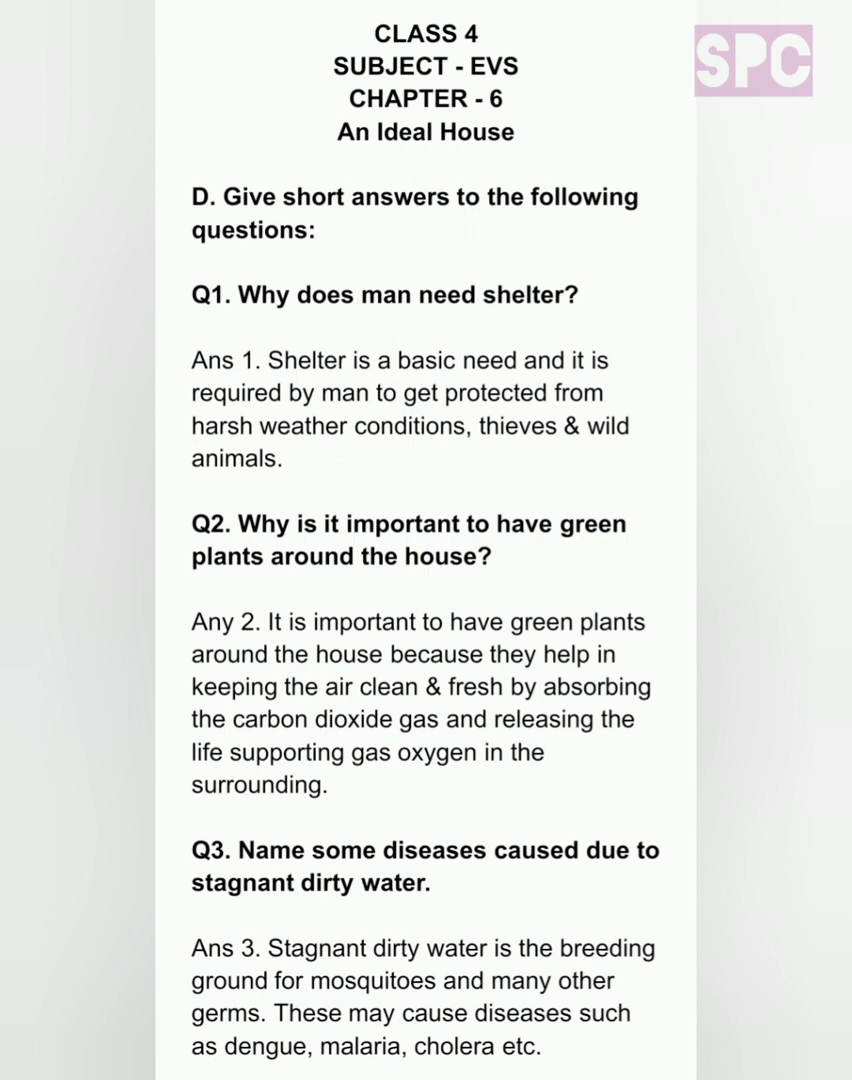 CLASS 4
SPC
SUBJECT - EVS
CHAPTER - 6
An Ideal House
D. Give short answers to the following
questions:
Q1. Why does man need shelter?
Ans 1. Shelter is a basic need and it is
required by man to get protected from
harsh weather conditions, thieves & wild
animals.
Q2. Why is it important to have green
plants around the house?
Any 2. It is important to have green plants
around the house because they help in
keeping the air clean & fresh by absorbing
the carbon dioxide gas and releasing the
life supporting gas oxygen in the
surrounding.
Q3. Name some diseases caused due to
stagnant dirty water.
Ans 3. Stagnant dirty water is the breeding
ground for mosquitoes and many other
germs. These may cause diseases such
as dengue, malaria, cholera etc.